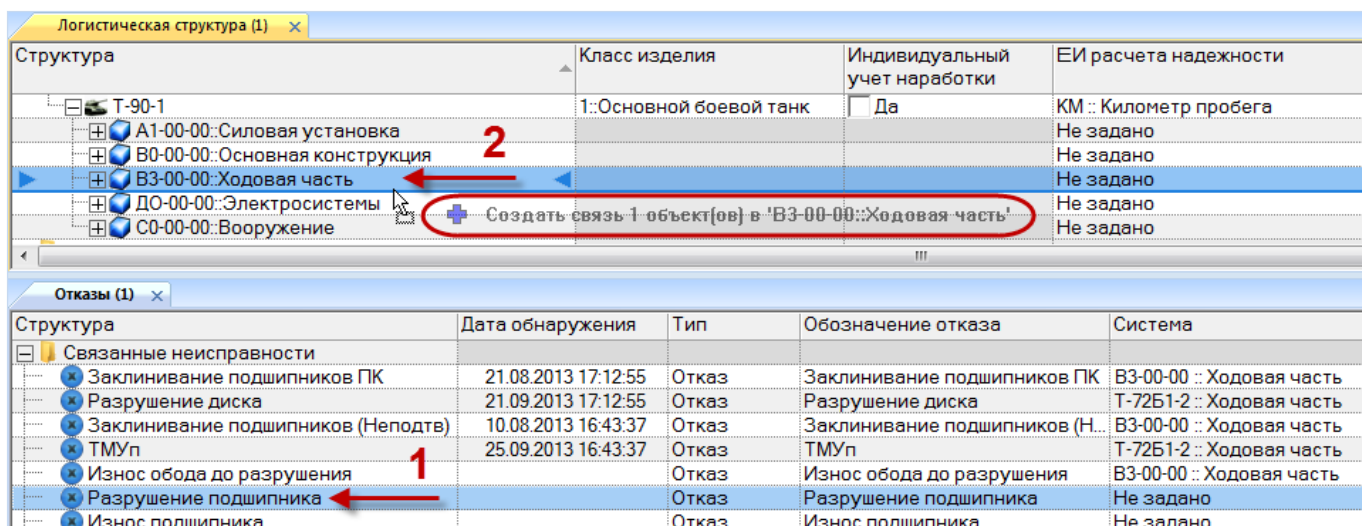 Логистическая структура (1)
Структура Класс изделия Индивидуальный учет наработки ЕИ расчета надежности
Т-90-1 1::Основной боевой танк Да КМ :: Километр пробега
А1-00-00::Силовая установка Не задано
В0-00-00::Основная конструкция Не задано
2
В3-00-00::Ходовая часть Не задано
ДО-00-00::Электросистемы Не задано
Создать связь 1 объект(ов) в 'В3-00-00::Ходовая часть'
С0-00-00::Вооружение Не задано
Отказы (1)
Структура Дата обнаружения Тип Обозначение отказа Система
Связанные неисправности
Заклинивание подшипников ПК 21.08.2013 17:12:55 Отказ Заклинивание подшипников ПК В3-00-00 :: Ходовая часть
Разрушение диска 21.09.2013 17:12:55 Отказ Разрушение диска Т-72Б1-2 :: Ходовая часть
Заклинивание подшипников (Неподтв) 10.08.2013 16:43:37 Отказ Заклинивание подшипников (Н... В3-00-00 :: Ходовая часть
ТМУп 25.09.2013 16:43:37 Отказ ТМУп Т-72Б1-2 :: Ходовая часть
1
Износ обода до разрушения Отказ Износ обода до разрушения В3-00-00 :: Ходовая часть
Разрушение подшипника Отказ Разрушение подшипника Не задано
Износ подшипника Отказ Износ подшипника Не задано